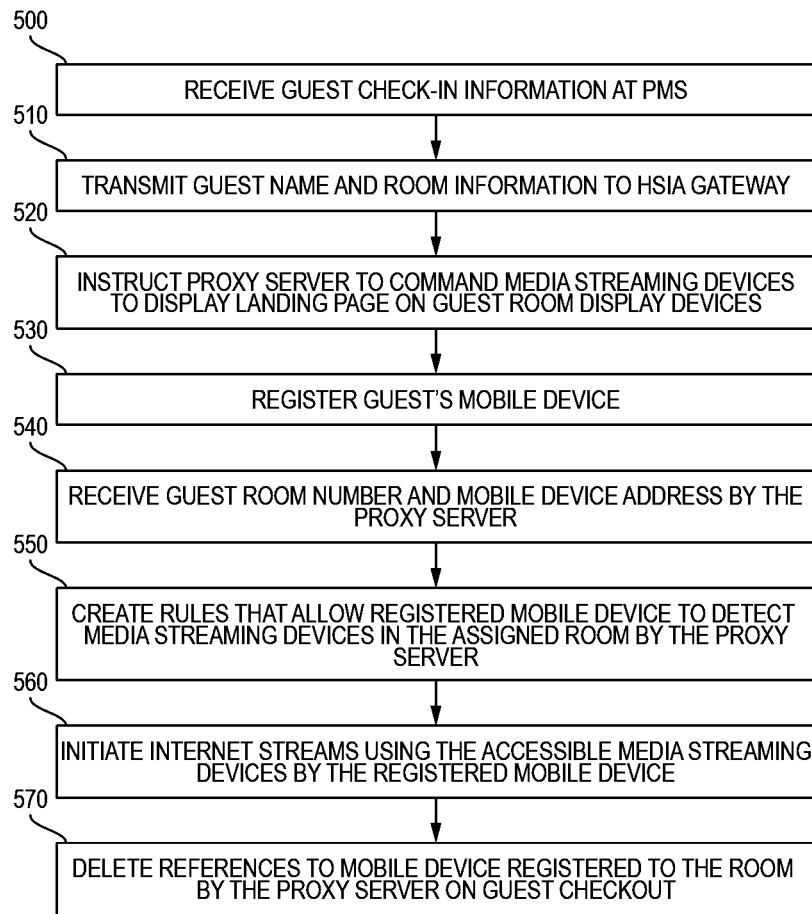 500
RECEIVE GUEST CHECK-IN INFORMATION AT PMS
510
TRANSMIT GUEST NAME AND ROOM INFORMATION TO HSIA GATEWAY
520
INSTRUCT PROXY SERVER TO COMMAND MEDIA STREAMING DEVICES
TO DISPLAY LANDING PAGE ON GUEST ROOM DISPLAY DEVICES
530
REGISTER GUEST'S MOBILE DEVICE
540
RECEIVE GUEST ROOM NUMBER AND MOBILE DEVICE ADDRESS BY THE
PROXY SERVER
550
CREATE RULES THAT ALLOW REGISTERED MOBILE DEVICE TO DETECT
MEDIA STREAMING DEVICES IN THE ASSIGNED ROOM BY THE PROXY
SERVER
560
INITIATE INTERNET STREAMS USING THE ACCESSIBLE MEDIA STREAMING
DEVICES BY THE REGISTERED MOBILE DEVICE
570
DELETE REFERENCES TO MOBILE DEVICE REGISTERED TO THE ROOM
BY THE PROXY SERVER ON GUEST CHECKOUT